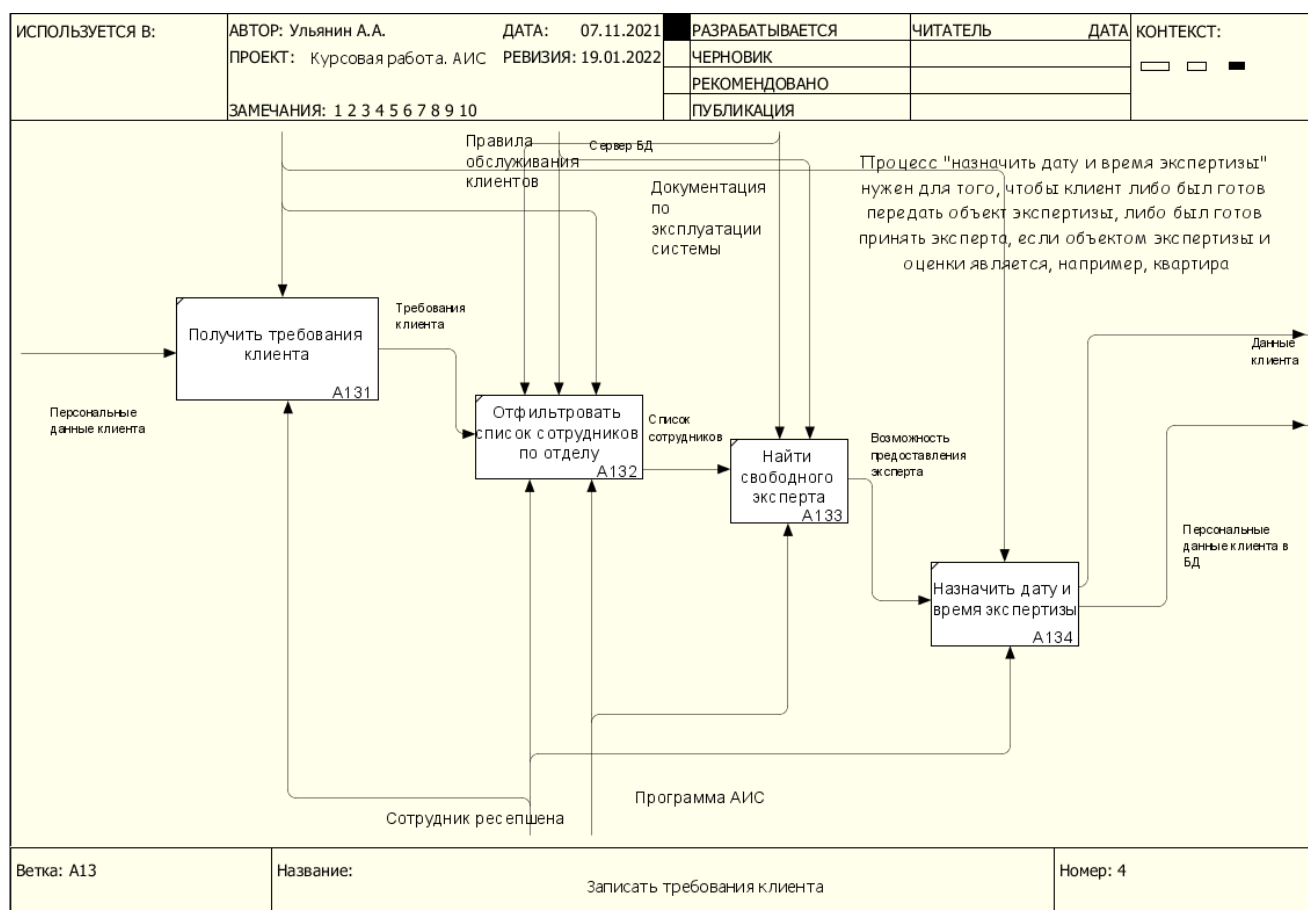 ИСПОЛЬЗУЕТСЯ В:
АВТОР: Ульянин А.А.
ДАТА: 07.11.2021
ПРОЕКТ: Курсовая работа. АИС
РЕВИЗИЯ: 19.01.2022
ЗАМЕЧАНИЯ: 1 2 3 4 5 6 7 8 9 10
РАЗРАБАТЫВАЕТСЯ
ЧЕРНОВИК
РЕКОМЕНДОВАНО
ПУБЛИКАЦИЯ
ЧИТАТЕЛЬ
ДАТА
КОНТЕКСТ:
Правила
обслуживания
клиентов
Сервер БД
Документация
по
эксплуатации
системы
Процесс "назначить дату и время экспертизы"
нужен для того, чтобы клиент либо был готов
передать объект экспертизы, либо был готов
принять эксперта, если объектом экспертизы и
оценки является, например, квартира
Получить требования
клиента
A131
Требования
клиента
Персональные
данные клиента
Отфильтровать
список сотрудников
по отделу
A132
Список
сотрудников
Найти
свободного
эксперта
A133
Возможность
предоставления
эксперта
Данные
клиента
Персональные
данные клиента в
БД
Назначить дату и
время экспертизы
A134
Программа АИС
Сотрудник ресепшена
Ветка: A13
Название:
Записать требования клиента
Номер: 4